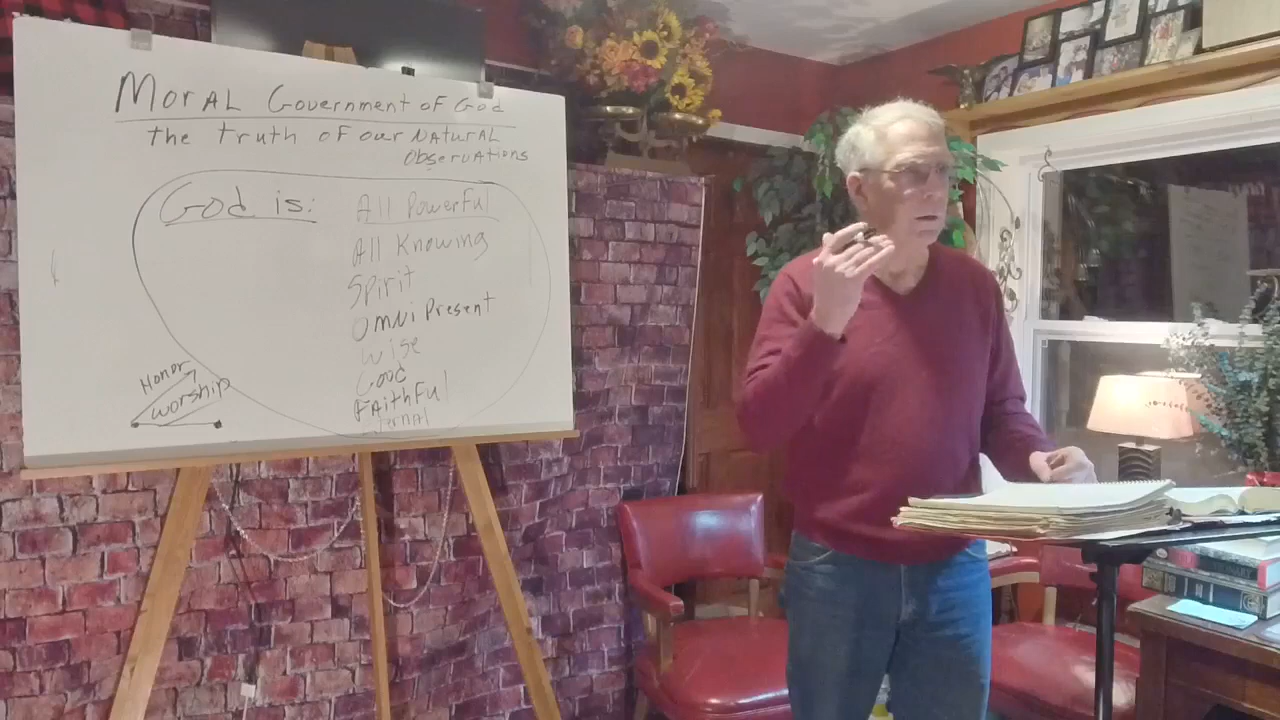 Moral Government of God
the truth of our Natural
Observations
God is:
All Powerful
All Knowing
Spirit
Omni Present
Wise
Good
Faithful
ternal
Honor
Worship